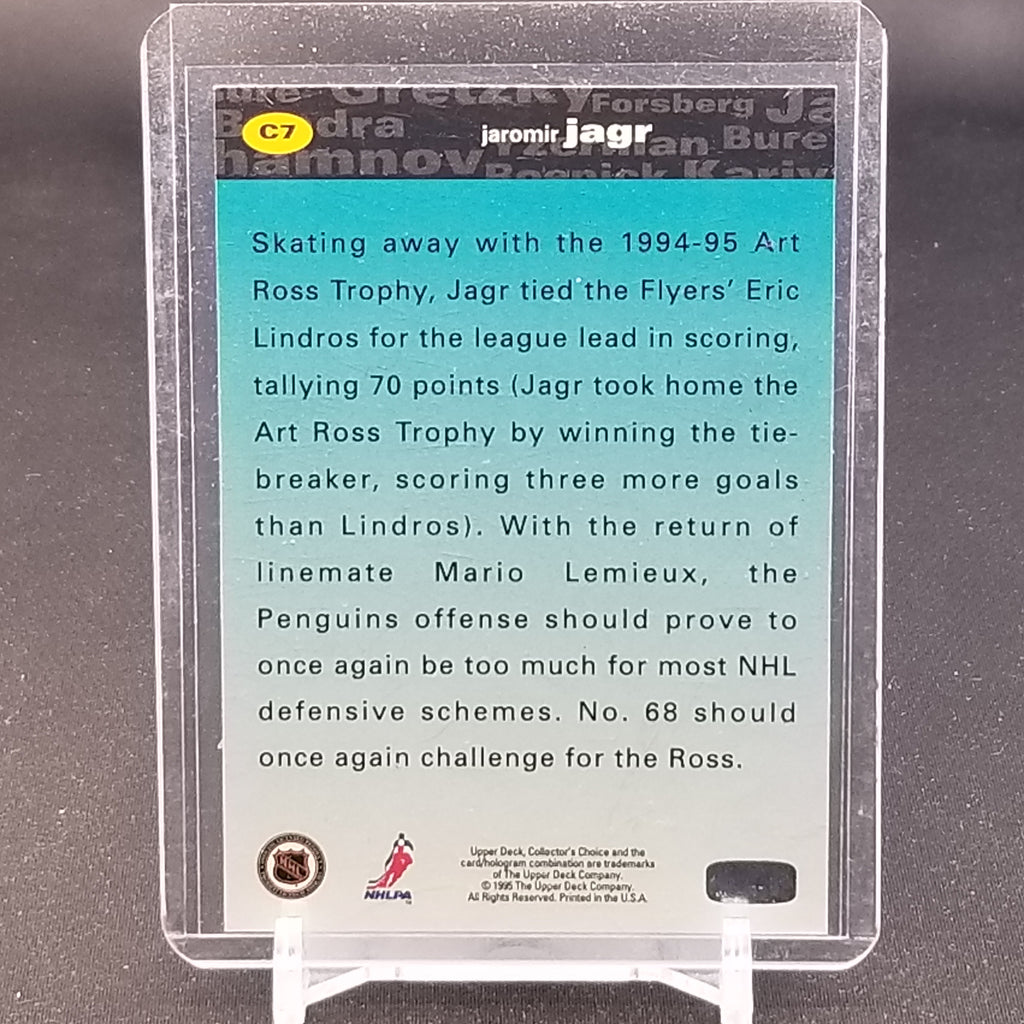 Gretzky Forsberg Ja
C7 jaromir jagr Bure
hamnov
Skating away with the 1994-95 Art
Ross Trophy, Jagr tied the Flyers' Eric
Lindros for the league lead in scoring,
tallying 70 points (Jagr took home the
Art Ross Trophy by winning the tie-
breaker, scoring three more goals
than Lindros). With the return of
linemate Mario Lemieux, the
Penguins offense should prove to
once again be too much for most NHL
defensive schemes. No. 68 should
once again challenge for the Ross.
NHL
NHLPA
Upper Deck, Collector's Choice and the
card/hologram combination are trademarks
of The Upper Deck Company.
© 1995 The Upper Deck Company.
All Rights Reserved. Printed in the U.S.A.